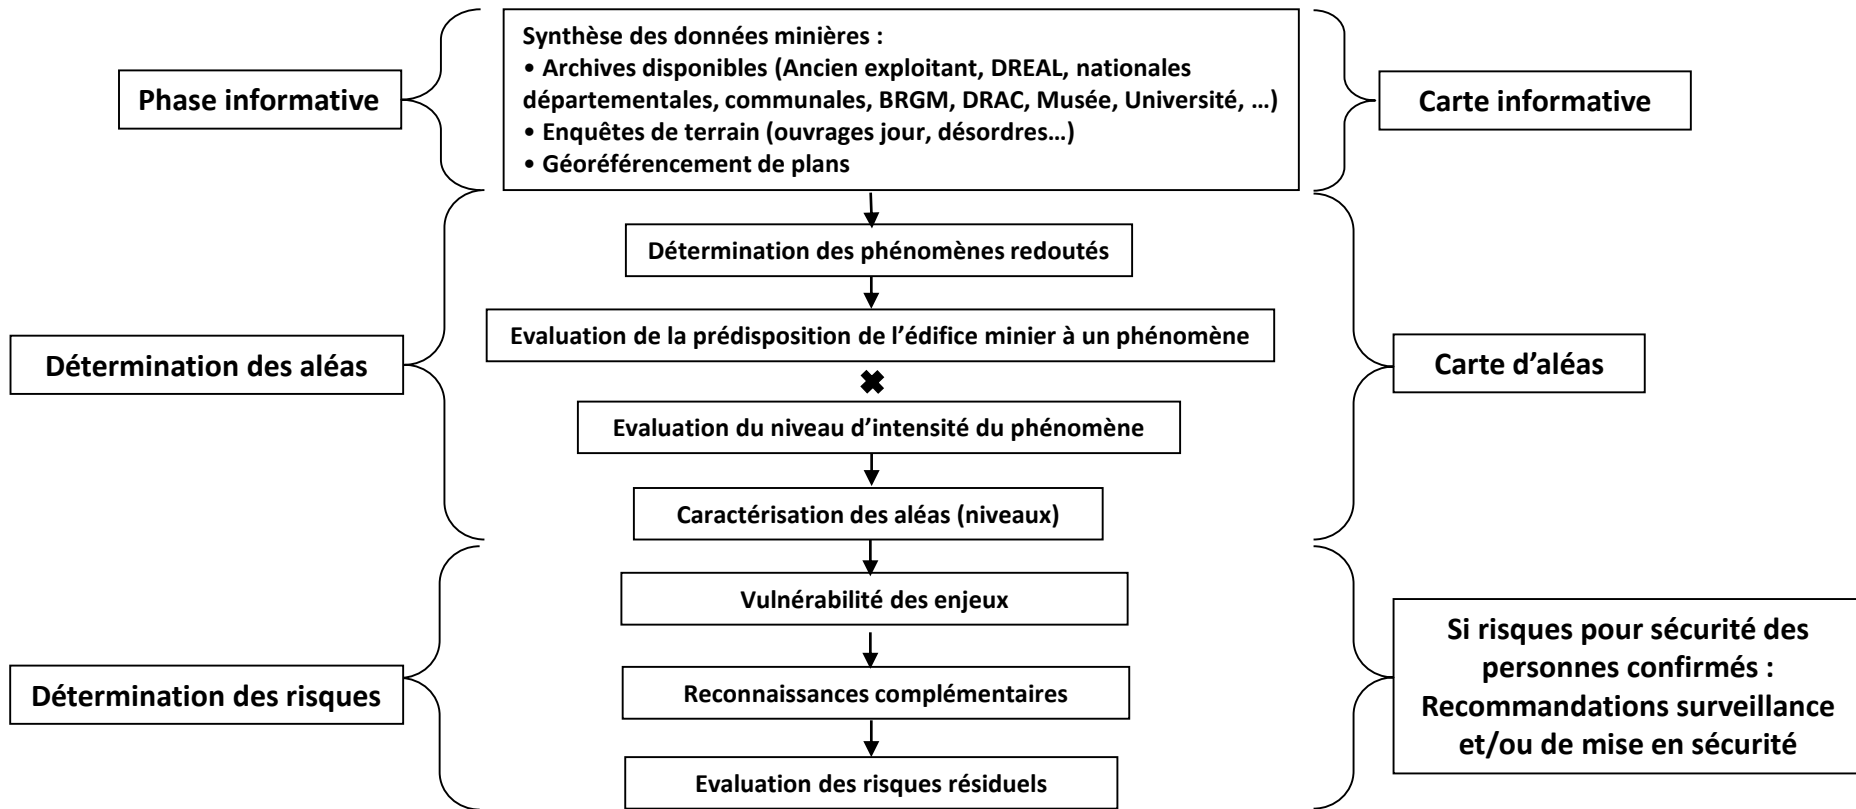 Synthèse des données minières :
• Archives disponibles (Ancien exploitant, DREAL, nationales
départementales, communales, BRGM, DRAC, Musée, Université, …)
• Enquêtes de terrain (ouvrages jour, désordres…)
• Géoréférencement de plans
Phase informative
Carte informative
Détermination des phénomènes redoutés
Evaluation de la prédisposition de l’édifice minier à un phénomène
Détermination des aléas
Carte d’aléas
Evaluation du niveau d’intensité du phénomène
Caractérisation des aléas (niveaux)
Vulnérabilité des enjeux
Détermination des risques
Reconnaissances complémentaires
Evaluation des risques résiduels
Si risques pour sécurité des
personnes confirmés :
Recommandations surveillance
et/ou de mise en sécurité